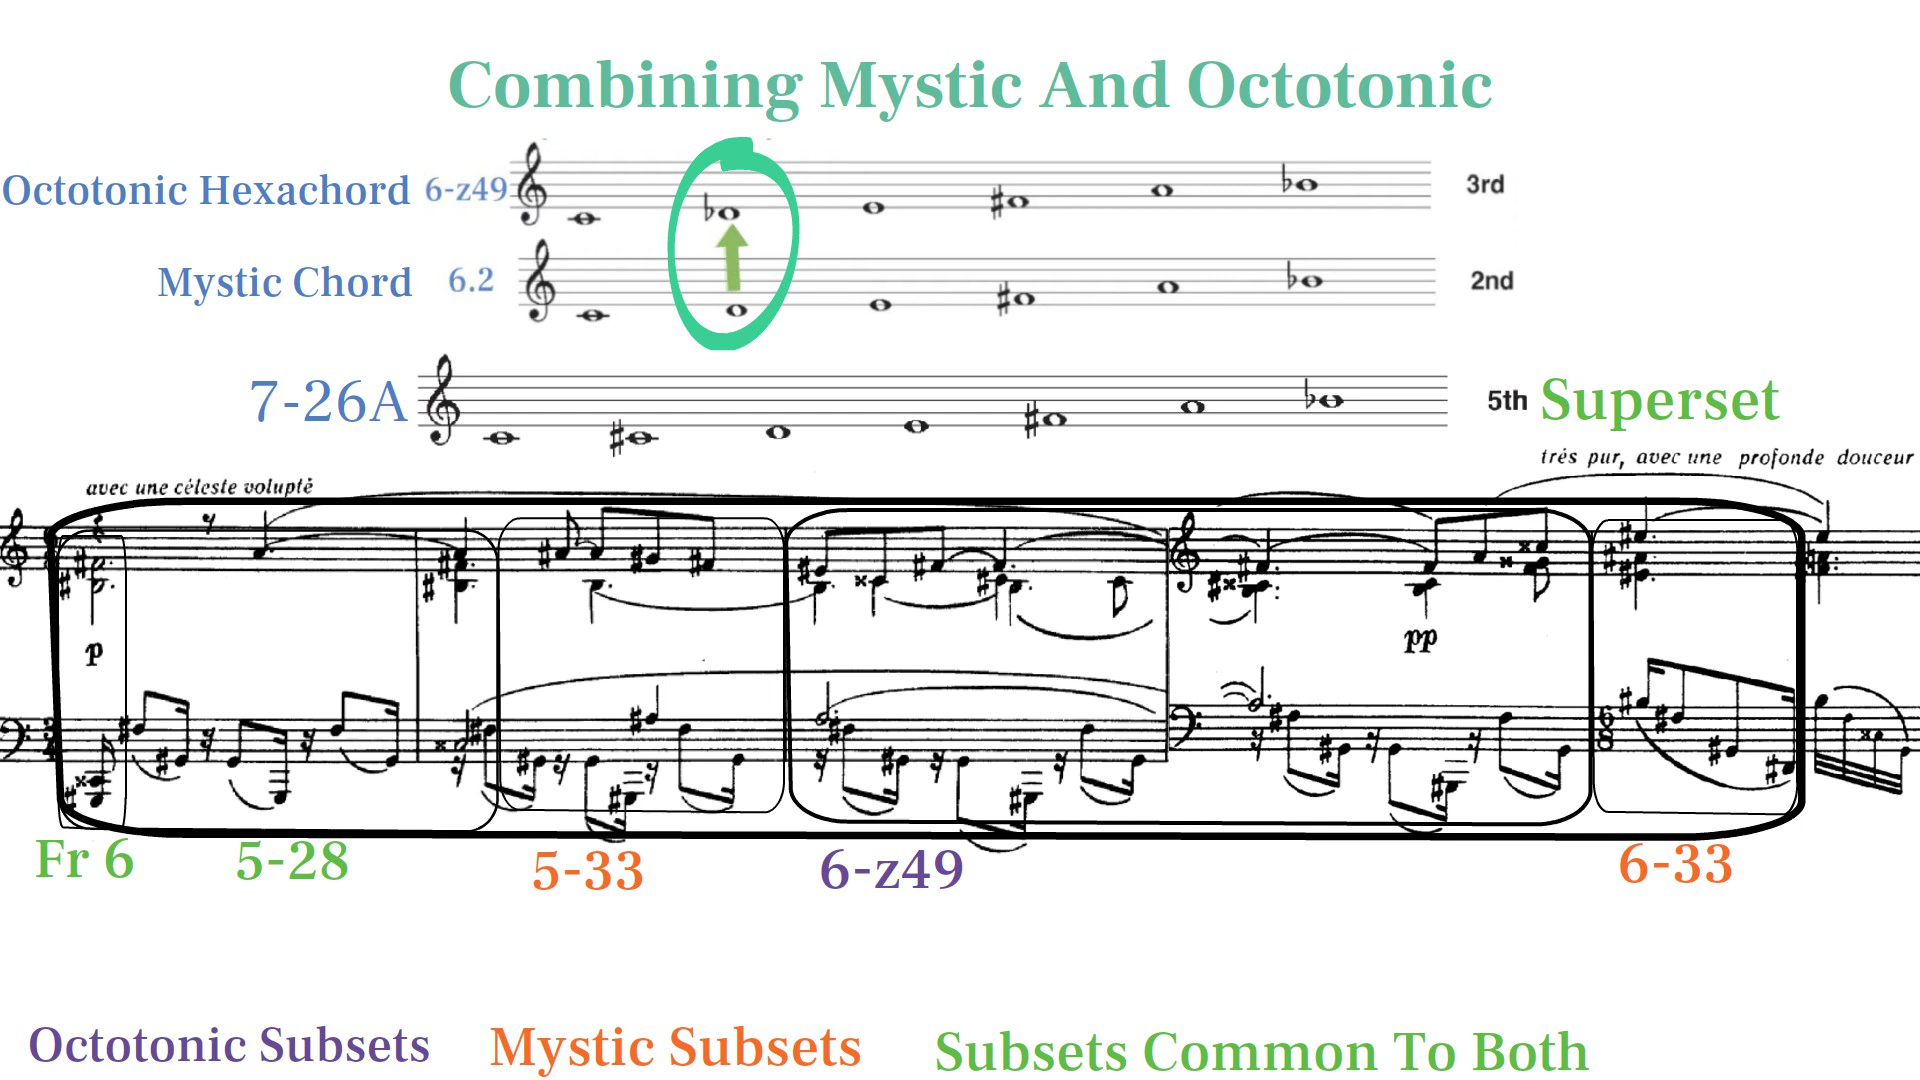 Combining Mystic And Octotonic
Octotonic Hexachord 6-z49 3rd
Mystic Chord 6.2 2nd
7-26A 5th Superset
très pur, avec une profonde douceur
avec une céleste volupté
p
pp
6
8
Fr 6 5-28 5-33 6-z49 6-33
Octotonic Subsets Mystic Subsets Subsets Common To Both